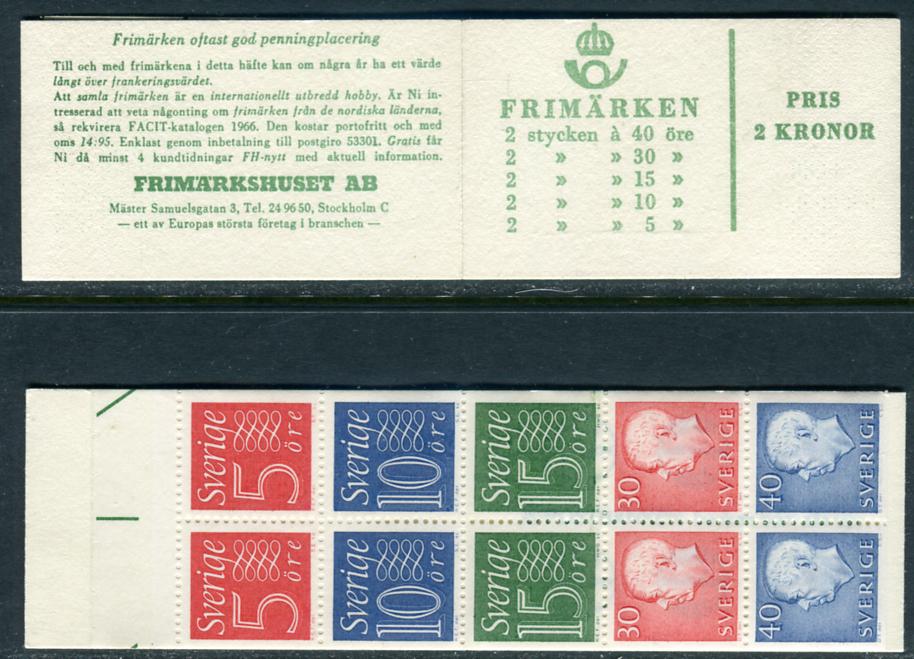 Frimärken oftast god penningplacering
Till och med frimärkena i detta häfte kan om några år ha ett värde
långt över frankeringsvärdet.
Att samla frimärken är en internationellt utbredd hobby. Är Ni in-
tresserad att veta någonting om frimärken från de nordiska länderna,
så rekvirera FACIT-katalogen 1966. Den kostar portofritt och med
oms 14:95. Enklast genom inbetalning till postgiro 53301. Gratis får
Ni då minst 4 kundtidningar FH-nytt med aktuell information.
FRIMÄRKSHUSET AB
Mäster Samuelsgatan 3, Tel. 24 96 50, Stockholm C
— ett av Europas största företag i branschen —
FRIMÄRKEN
2 stycken à 40 öre
2 » » 30 »
2 » » 15 »
2 » » 10 »
2 » » 5 »
PRIS
2 KRONOR
Sverige
5 öre
Sverige
10 öre
Sverige
15 öre
30 SVERIGE
40 SVERIGE
Sverige
5 öre
Sverige
10 öre
Sverige
15 öre
30 SVERIGE
40 SVERIGE